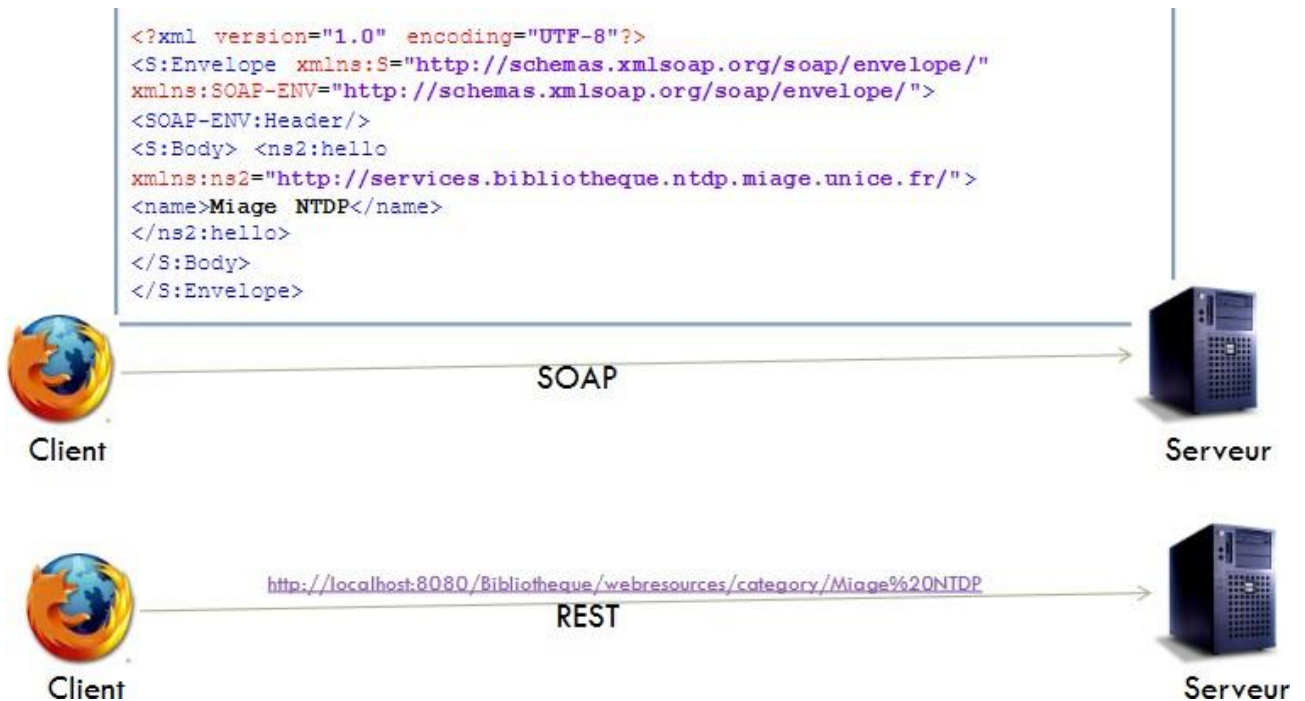 <?xml version="1.0" encoding="UTF-8"?>
<S:Envelope xmlns:S="http://schemas.xmlsoap.org/soap/envelope/"
xmlns:SOAP-ENV="http://schemas.xmlsoap.org/soap/envelope/">
<SOAP-ENV:Header/>
<S:Body> <ns2:hello
xmlns:ns2="http://services.bibliotheque.ntdp.miage.unice.fr/">
<name>Miage NTDP</name>
</ns2:hello>
</S:Body>
</S:Envelope>
SOAP
Client
Serveur
http://localhost:8080/Bibliotheque/webresources/category/Miage%20NTDP
REST
Client
Serveur